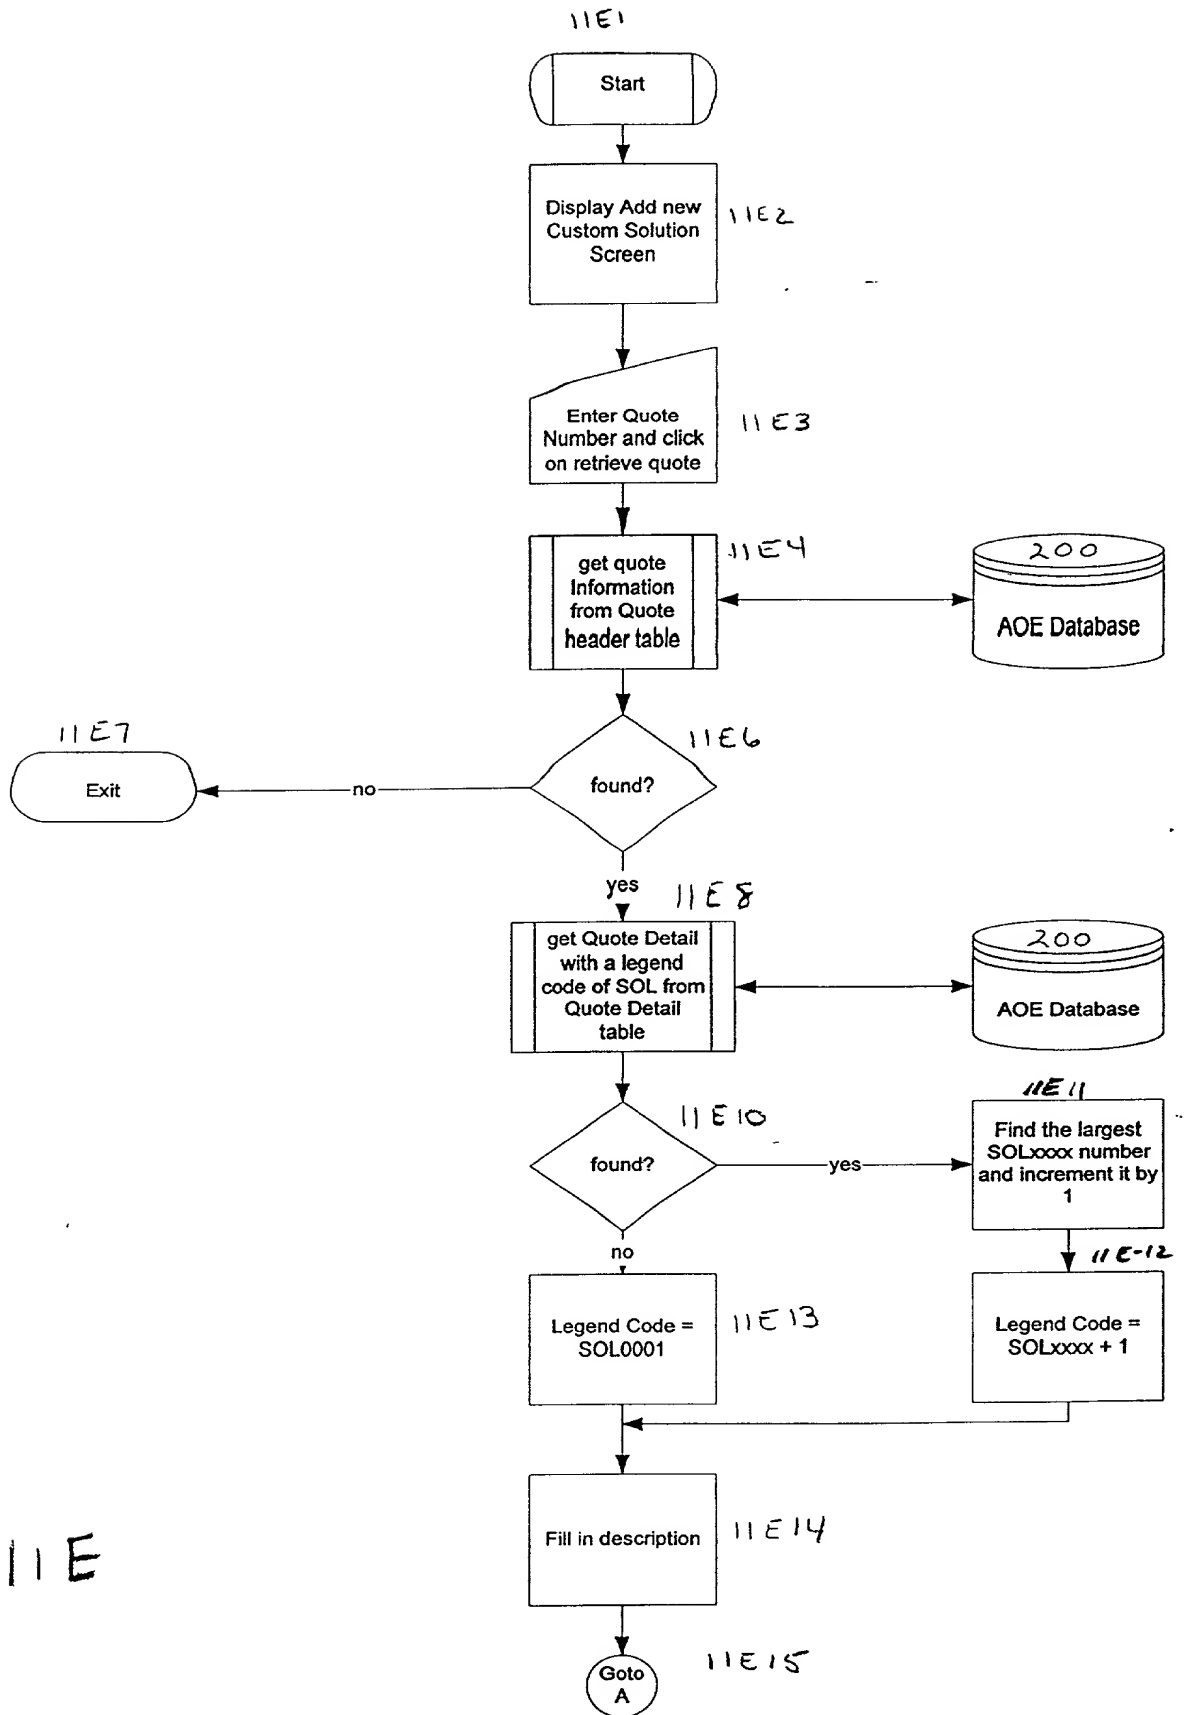 11E1
Start
Display Add new
Custom Solution
Screen
11E2
Enter Quote
Number and click
on retrieve quote
11E3
get quote
Information
from Quote
header table
11E4
200
AOE Database
11E6
found?
no
11E7
Exit
yes
11E8
get Quote Detail
with a legend
code of SOL from
Quote Detail
table
200
AOE Database
11E10
found?
yes
11E11
Find the largest
SOLxxxx number
and increment it by
1
no
11E-12
Legend Code =
SOL0001
11E13
Legend Code =
SOLxxxx + 1
Fill in description
11E14
11E
11E15
Goto
A